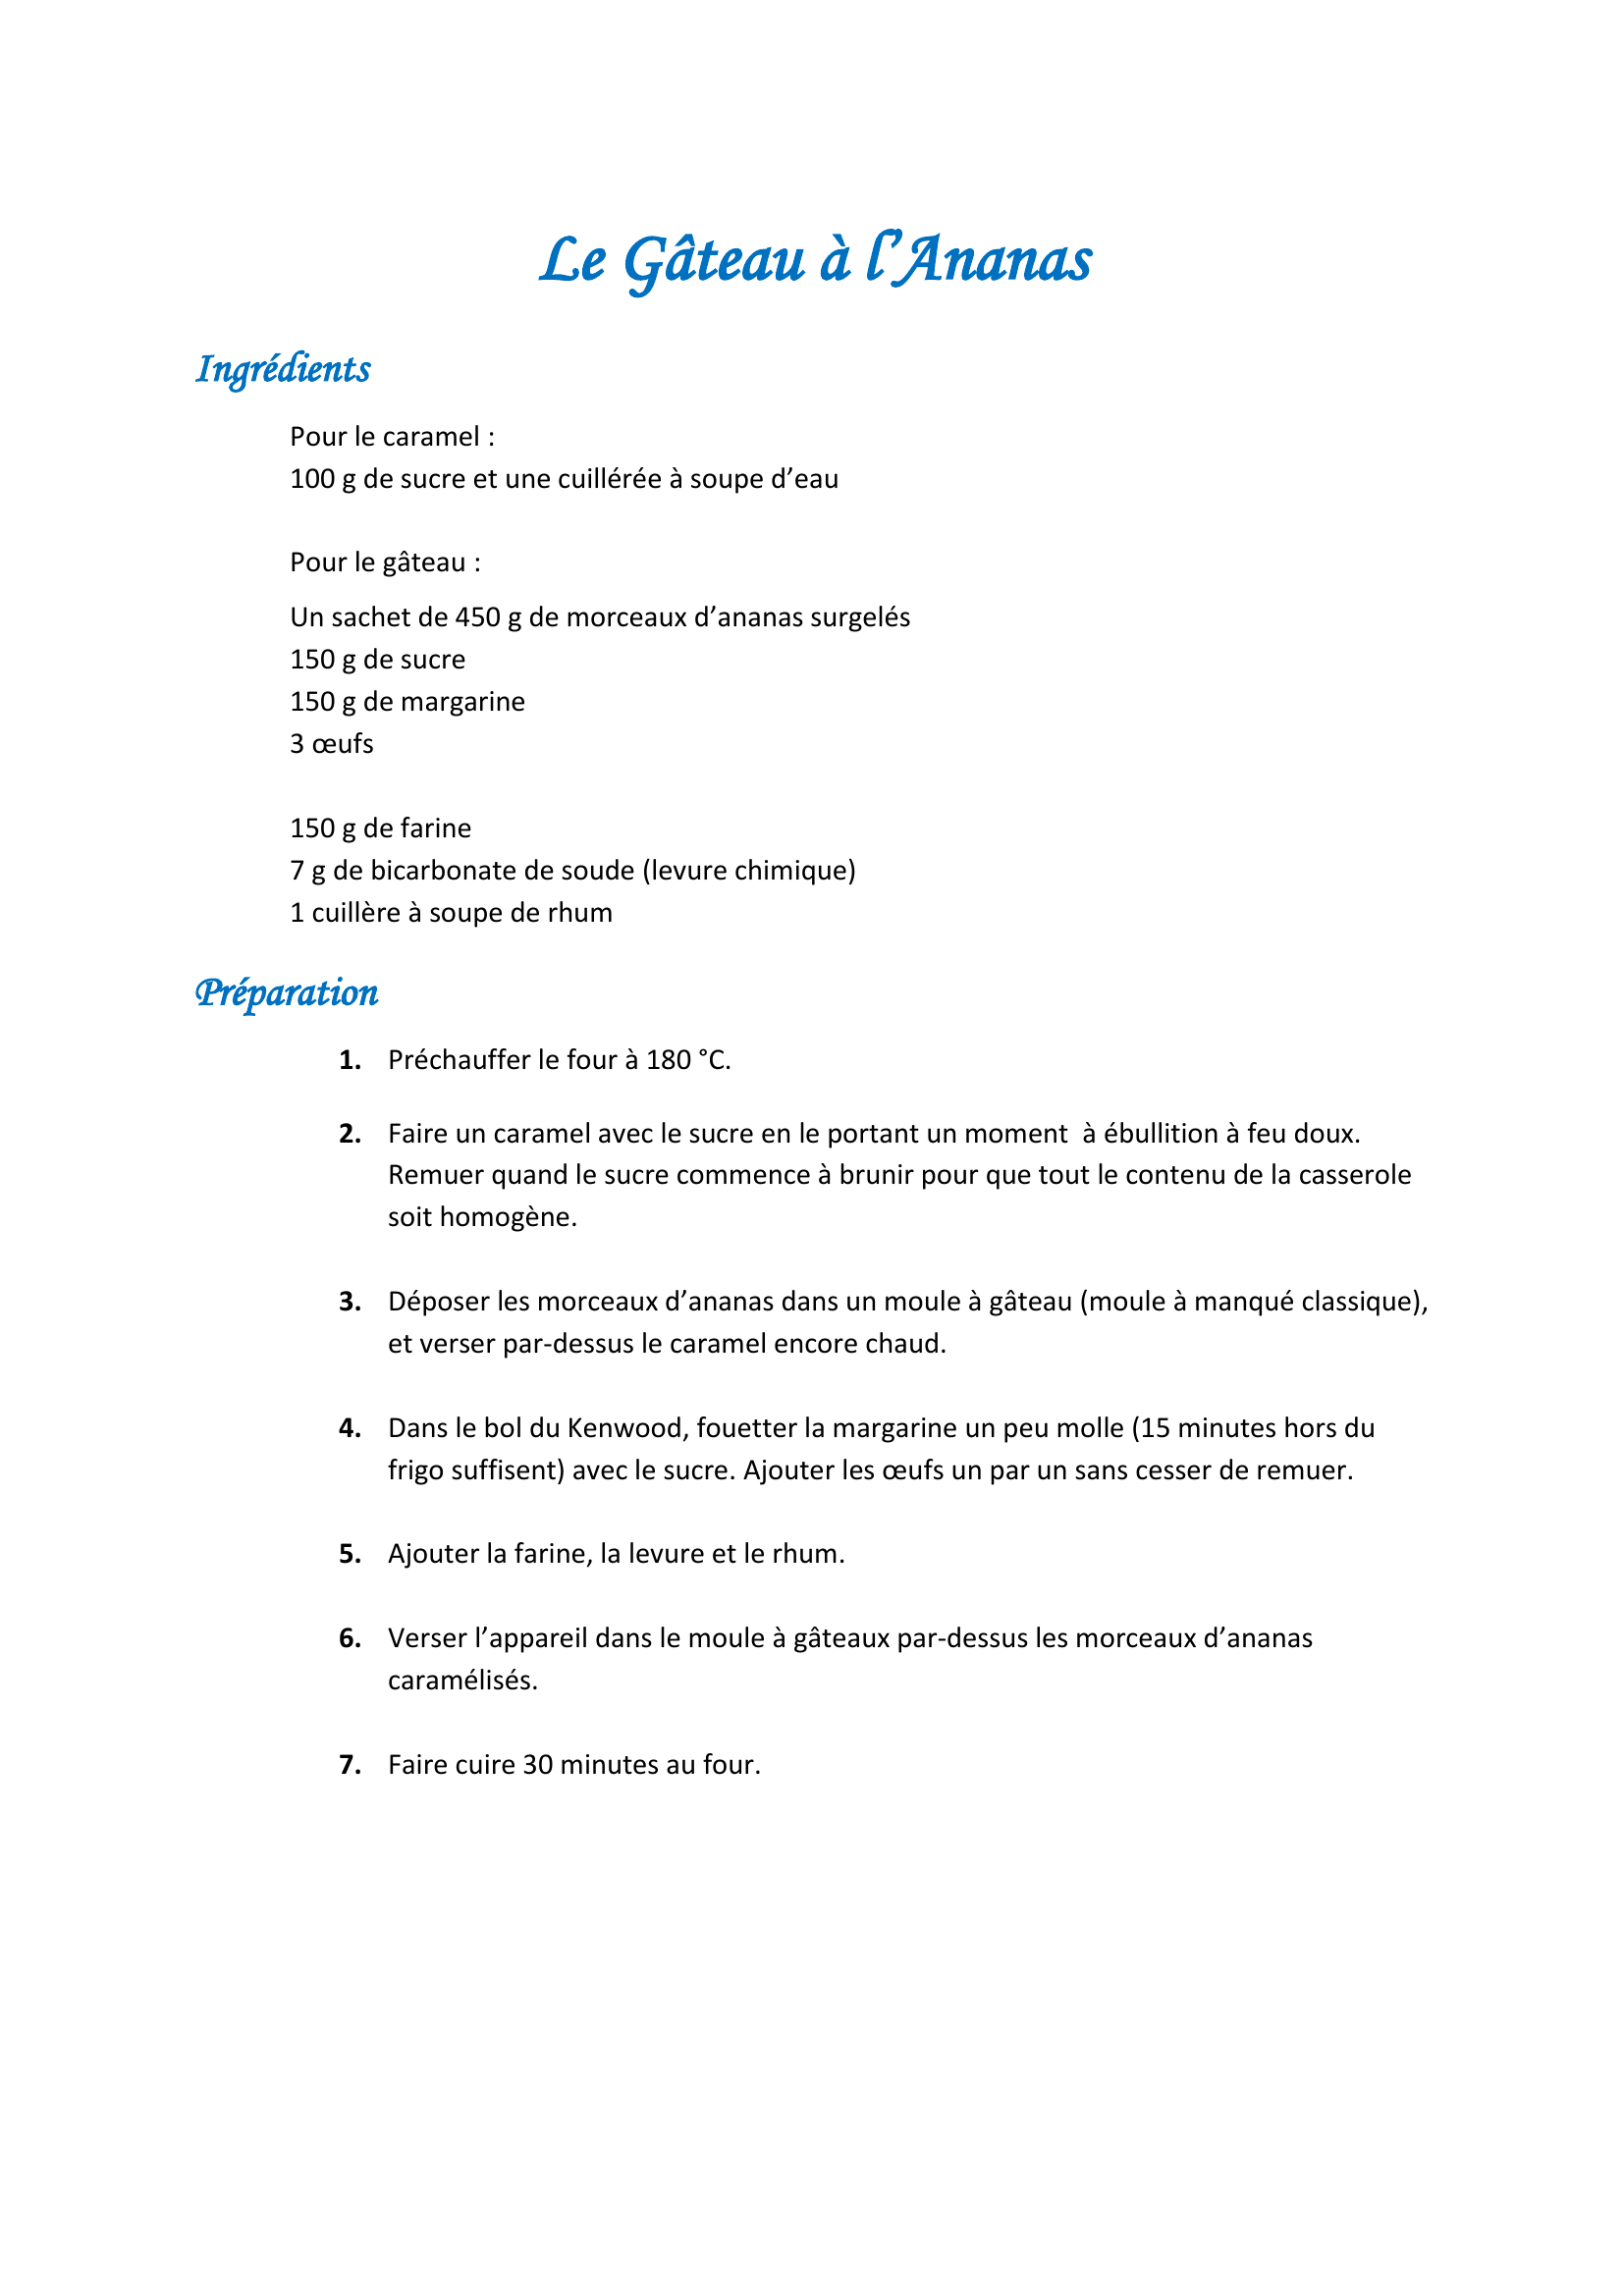 Le Gâteau à l’Ananas
Ingrédients
Pour le caramel :
100 g de sucre et une cuillérée à soupe d’eau
Pour le gâteau :
Un sachet de 450 g de morceaux d’ananas surgelés
150 g de sucre
150 g de margarine
3 œufs
150 g de farine
7 g de bicarbonate de soude (levure chimique)
1 cuillère à soupe de rhum
Préparation
1. Préchauffer le four à 180 °C.
2. Faire un caramel avec le sucre en le portant un moment  à ébullition à feu doux.
Remuer quand le sucre commence à brunir pour que tout le contenu de la casserole
soit homogène.
3. Déposer les morceaux d’ananas dans un moule à gâteau (moule à manqué classique),
et verser par-dessus le caramel encore chaud.
4. Dans le bol du Kenwood, fouetter la margarine un peu molle (15 minutes hors du
frigo suffisent) avec le sucre. Ajouter les œufs un par un sans cesser de remuer.
5. Ajouter la farine, la levure et le rhum.
6. Verser l’appareil dans le moule à gâteaux par-dessus les morceaux d’ananas
caramélisés.
7. Faire cuire 30 minutes au four.